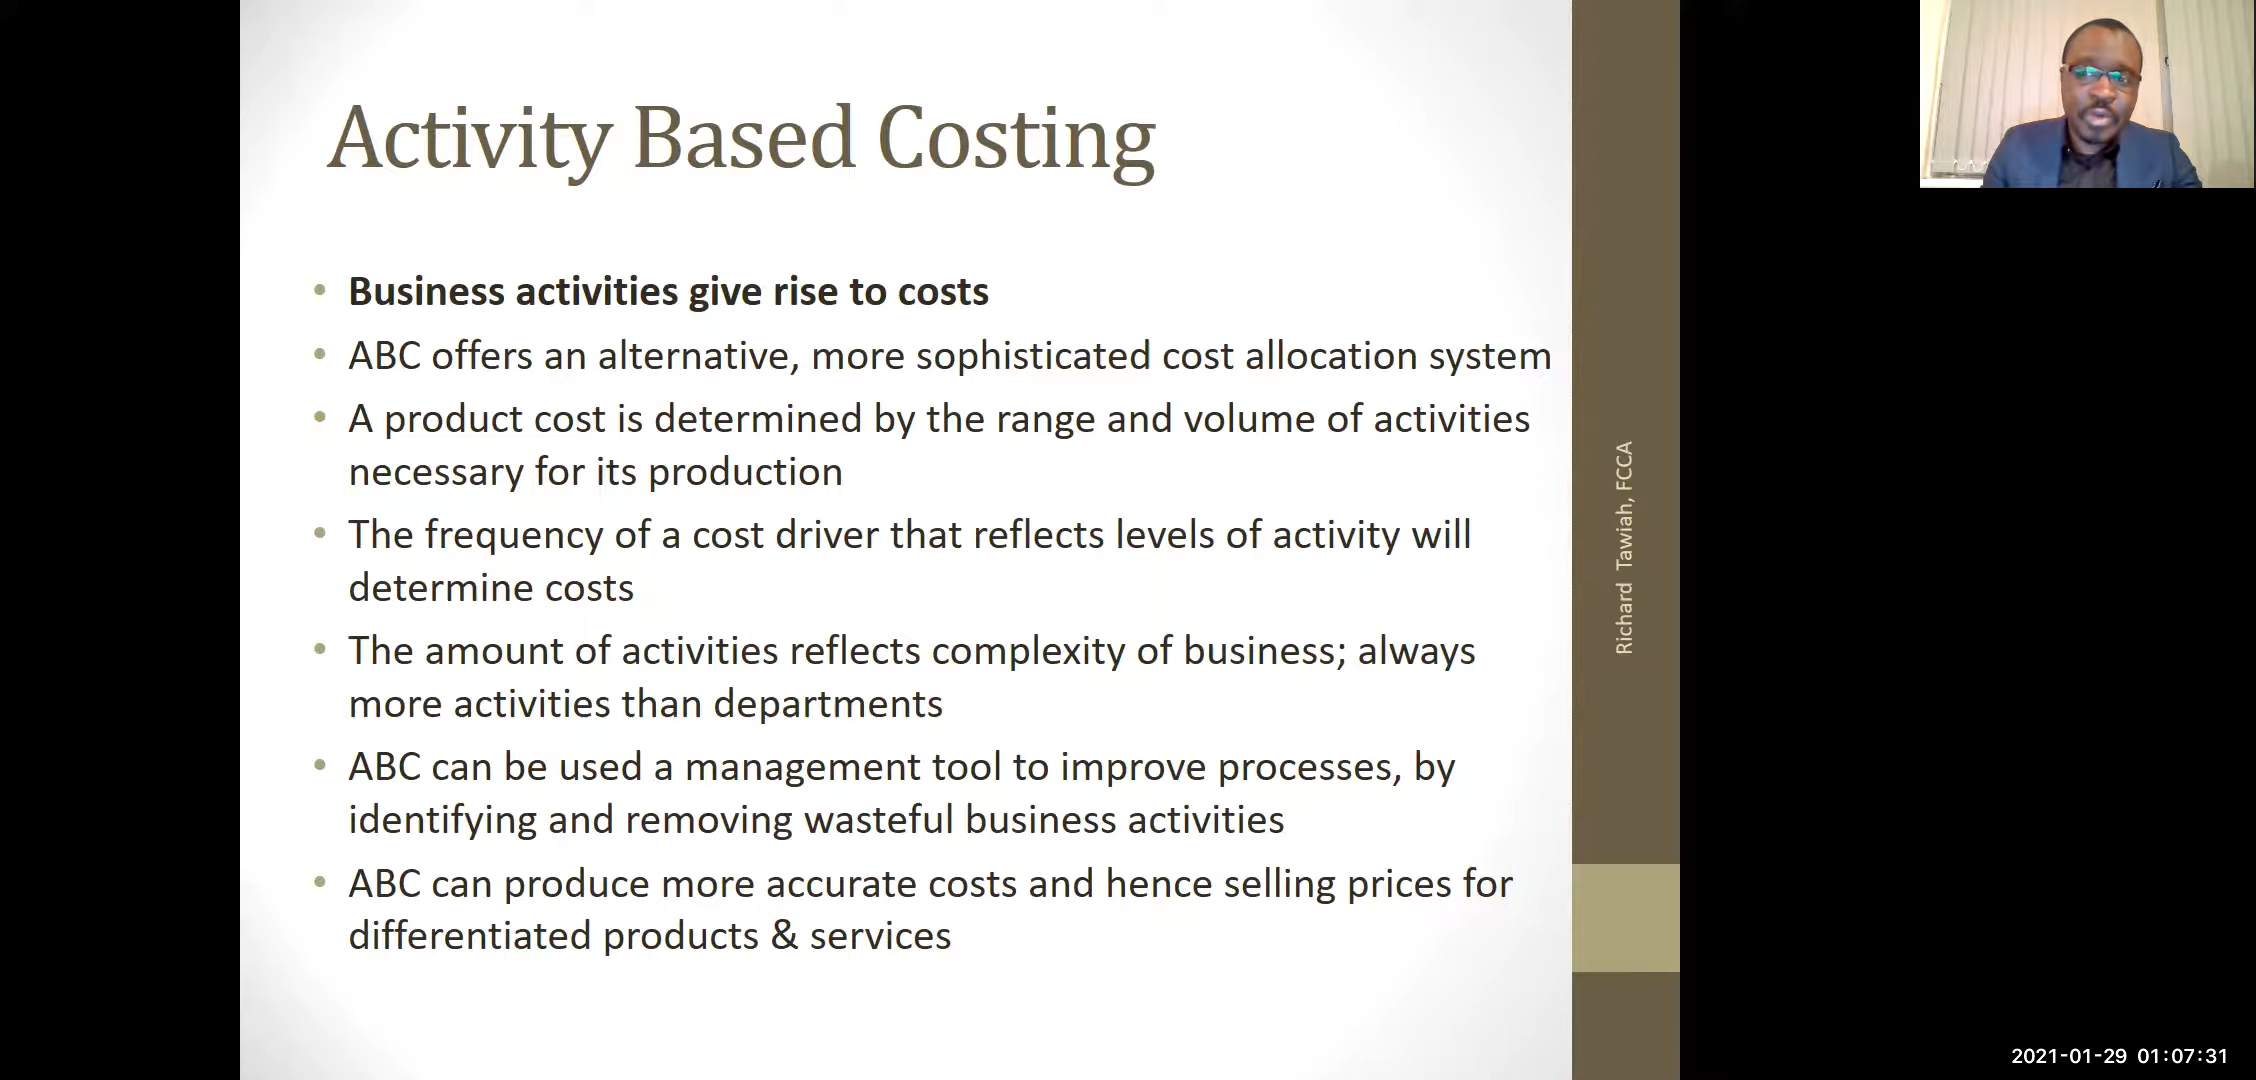 Activity Based Costing
• Business activities give rise to costs
• ABC offers an alternative, more sophisticated cost allocation system
• A product cost is determined by the range and volume of activities
necessary for its production
• The frequency of a cost driver that reflects levels of activity will
determine costs
• The amount of activities reflects complexity of business; always
more activities than departments
• ABC can be used a management tool to improve processes, by
identifying and removing wasteful business activities
• ABC can produce more accurate costs and hence selling prices for
differentiated products & services
Richard Tawiah, FCCA
2021-01-29 01:07:31